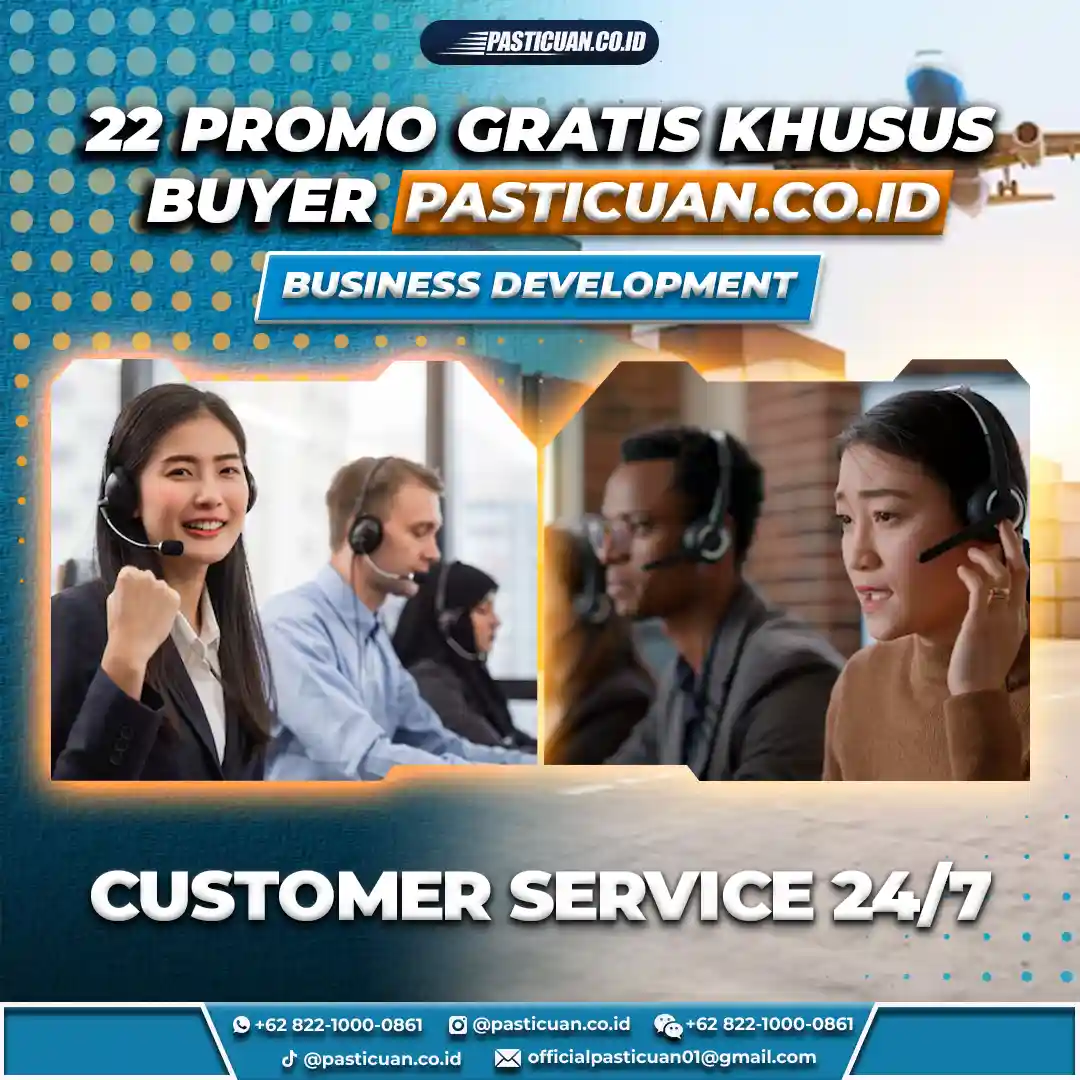 PASTICUAN.CO.ID
22 PROMO GRATIS KHUSUS
BUYER PASTICUAN.CO.ID
BUSINESS DEVELOPMENT
CUSTOMER SERVICE 24/7
+62 822-1000-0861 @pasticuan.co.id +62 822-1000-0861
@pasticuan.co.id officialpasticuan01@gmail.com